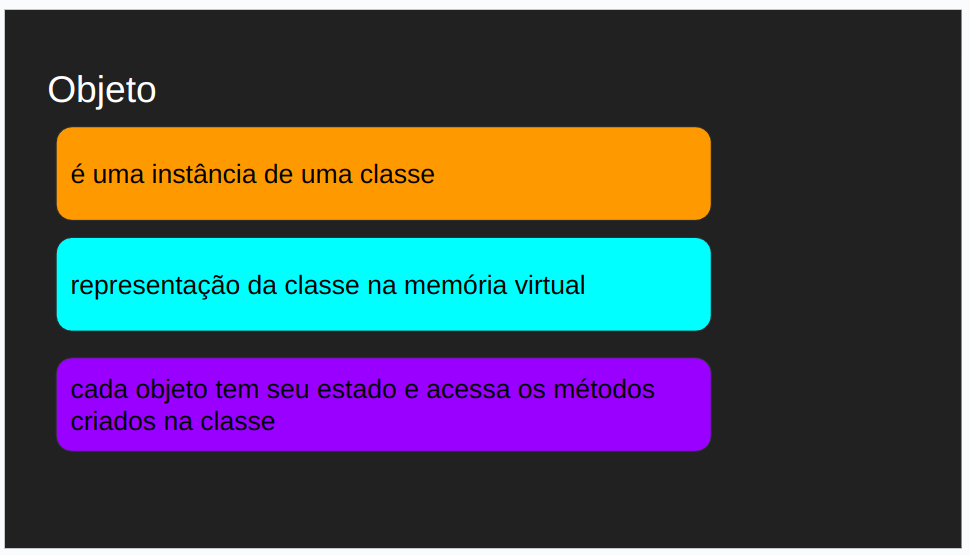 Objeto
é uma instância de uma classe
representação da classe na memória virtual
cada objeto tem seu estado e acessa os métodos
criados na classe